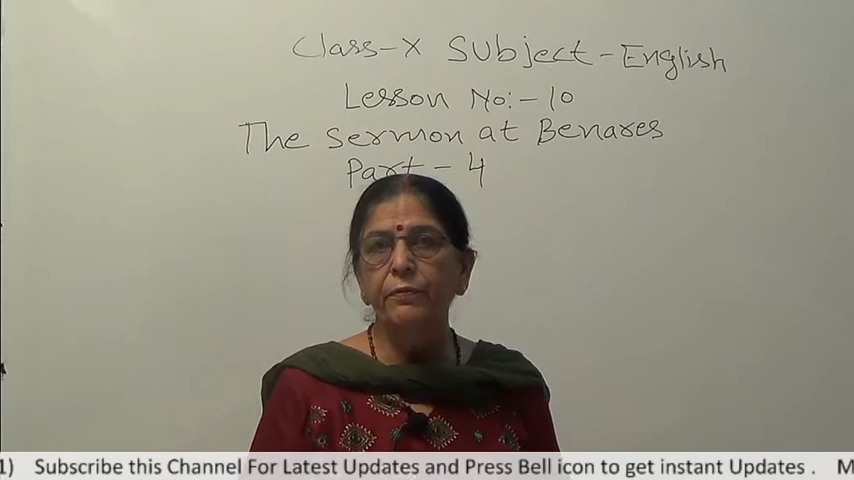 Class-X Subject-English
Lesson No:- 10
The Sermon at Benares
Part - 4
1) Subscribe this Channel For Latest Updates and Press Bell icon to get instant Updates . M